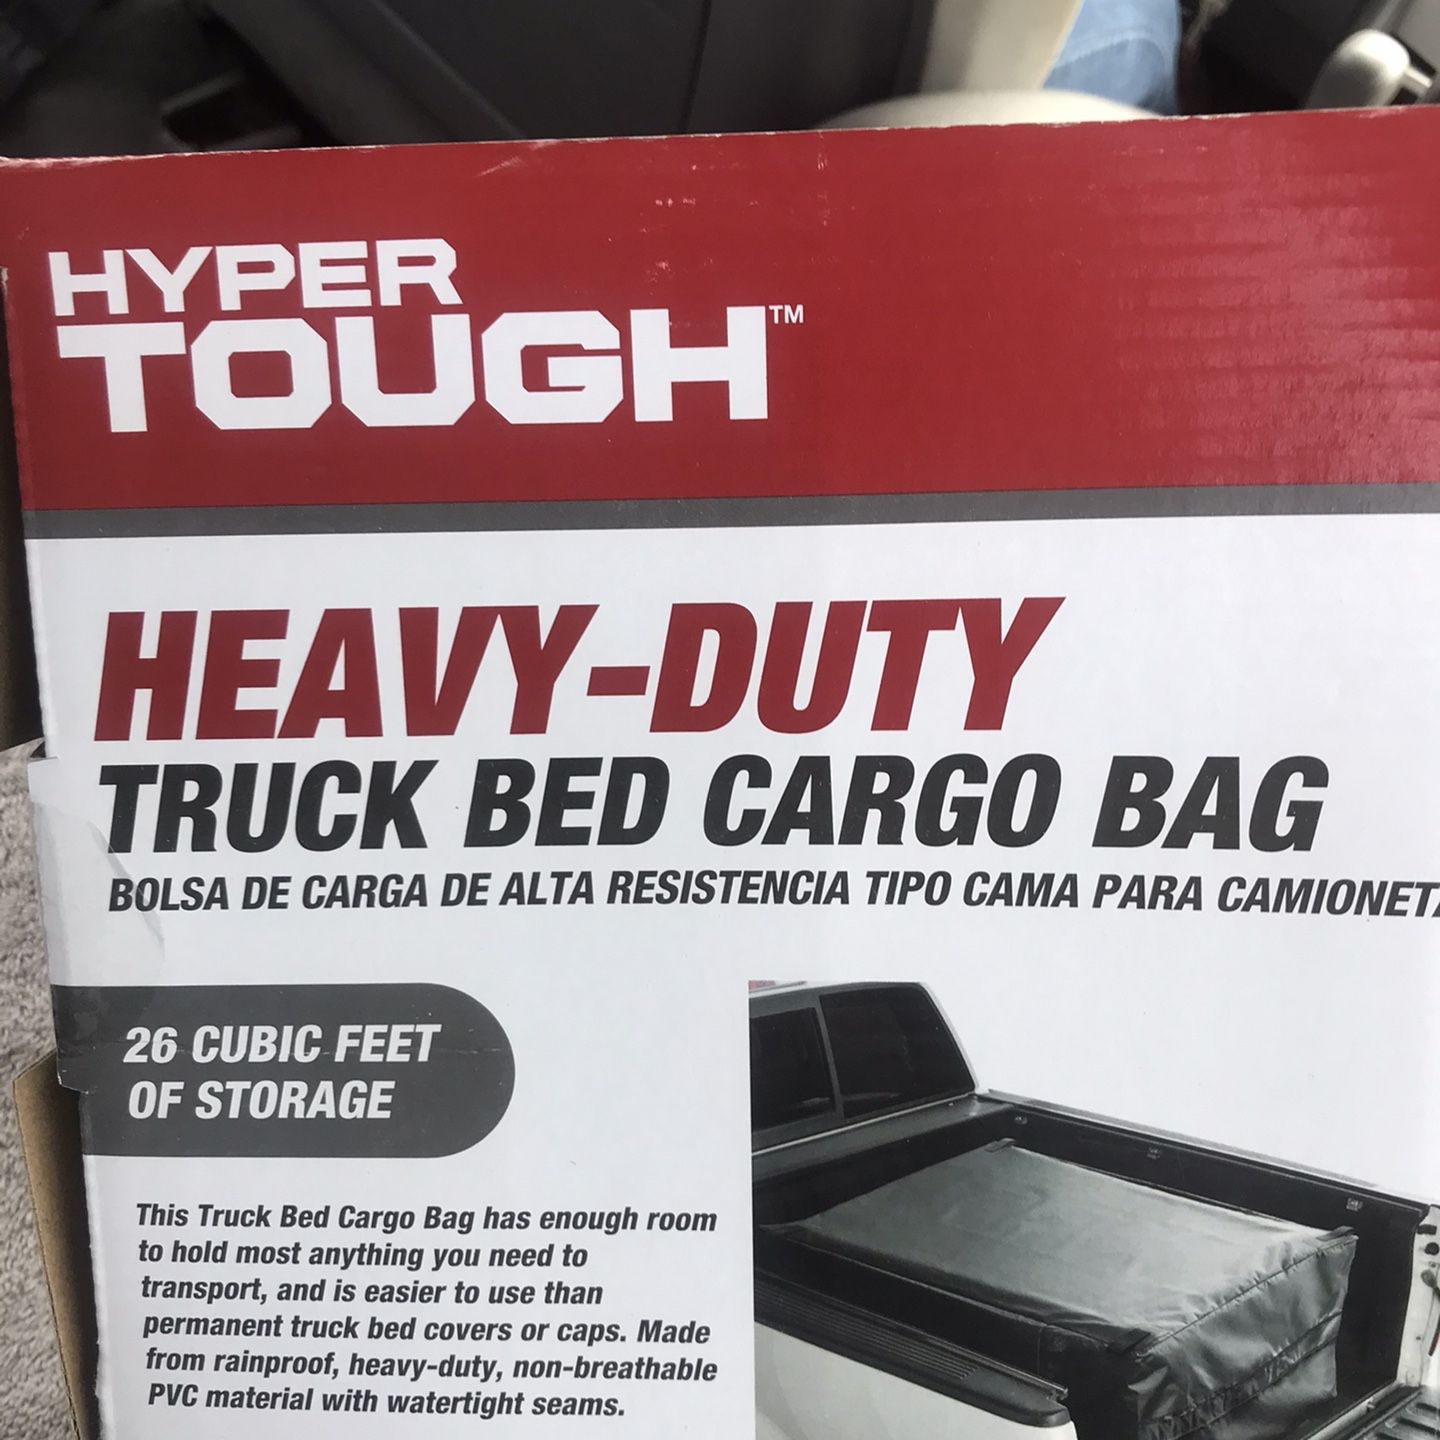 HYPER
TOUGH™
HEAVY-DUTY
TRUCK BED CARGO BAG
BOLSA DE CARGA DE ALTA RESISTENCIA TIPO CAMA PARA CAMIONETA
26 CUBIC FEET
OF STORAGE
This Truck Bed Cargo Bag has enough room
to hold most anything you need to
transport, and is easier to use than
permanent truck bed covers or caps. Made
from rainproof, heavy-duty, non-breathable
PVC material with watertight seams.